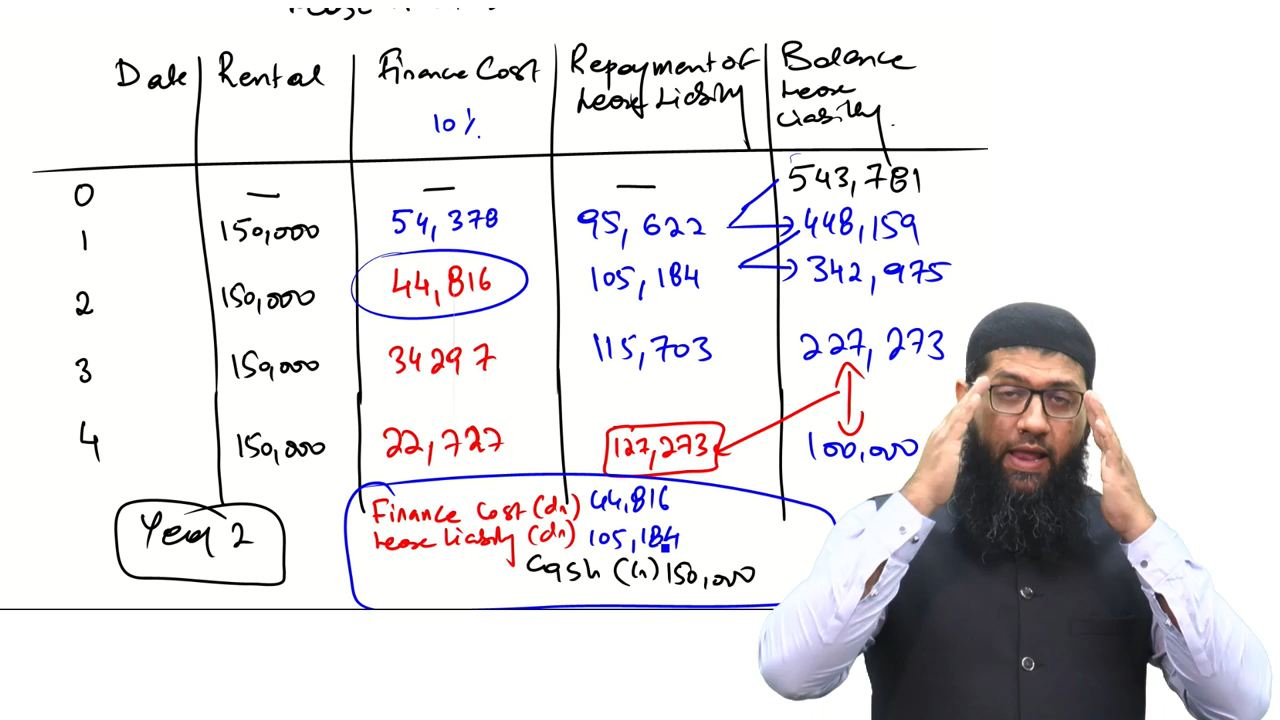 Date Rental Finance Cost Repayment of Balance
Lease Liability Lease
10% Liability.
0 — — — 543,781
1 150,000 54,378 95,622 448,159
2 150,000 44,816 105,184 342,975
3 150,000 34297 115,703 227,273
4 150,000 22,727 127,273 100,000
Year 2
Finance Cost (dr) 44,816
Lease Liability (dr) 105,184
Cash (cr) 150,000